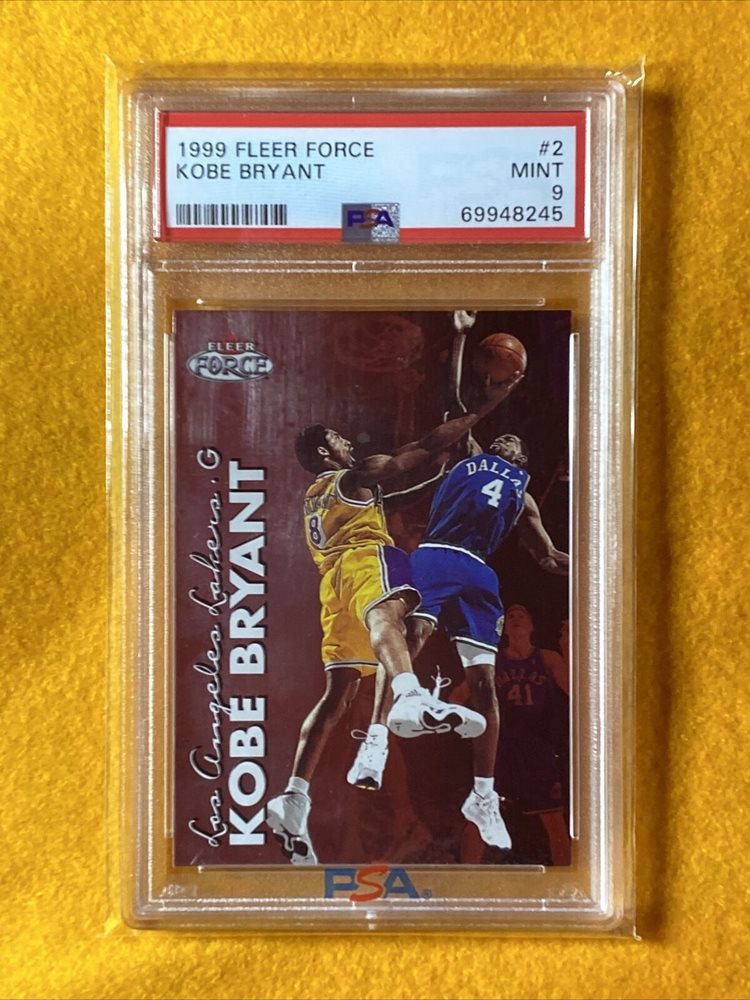 1999 FLEER FORCE #2
KOBE BRYANT MINT
9
PSA 69948245
FLEER
FORCE
Los Angeles Lakers · G
KOBE BRYANT
8
DALLAS
4
DALLAS
41
PSA